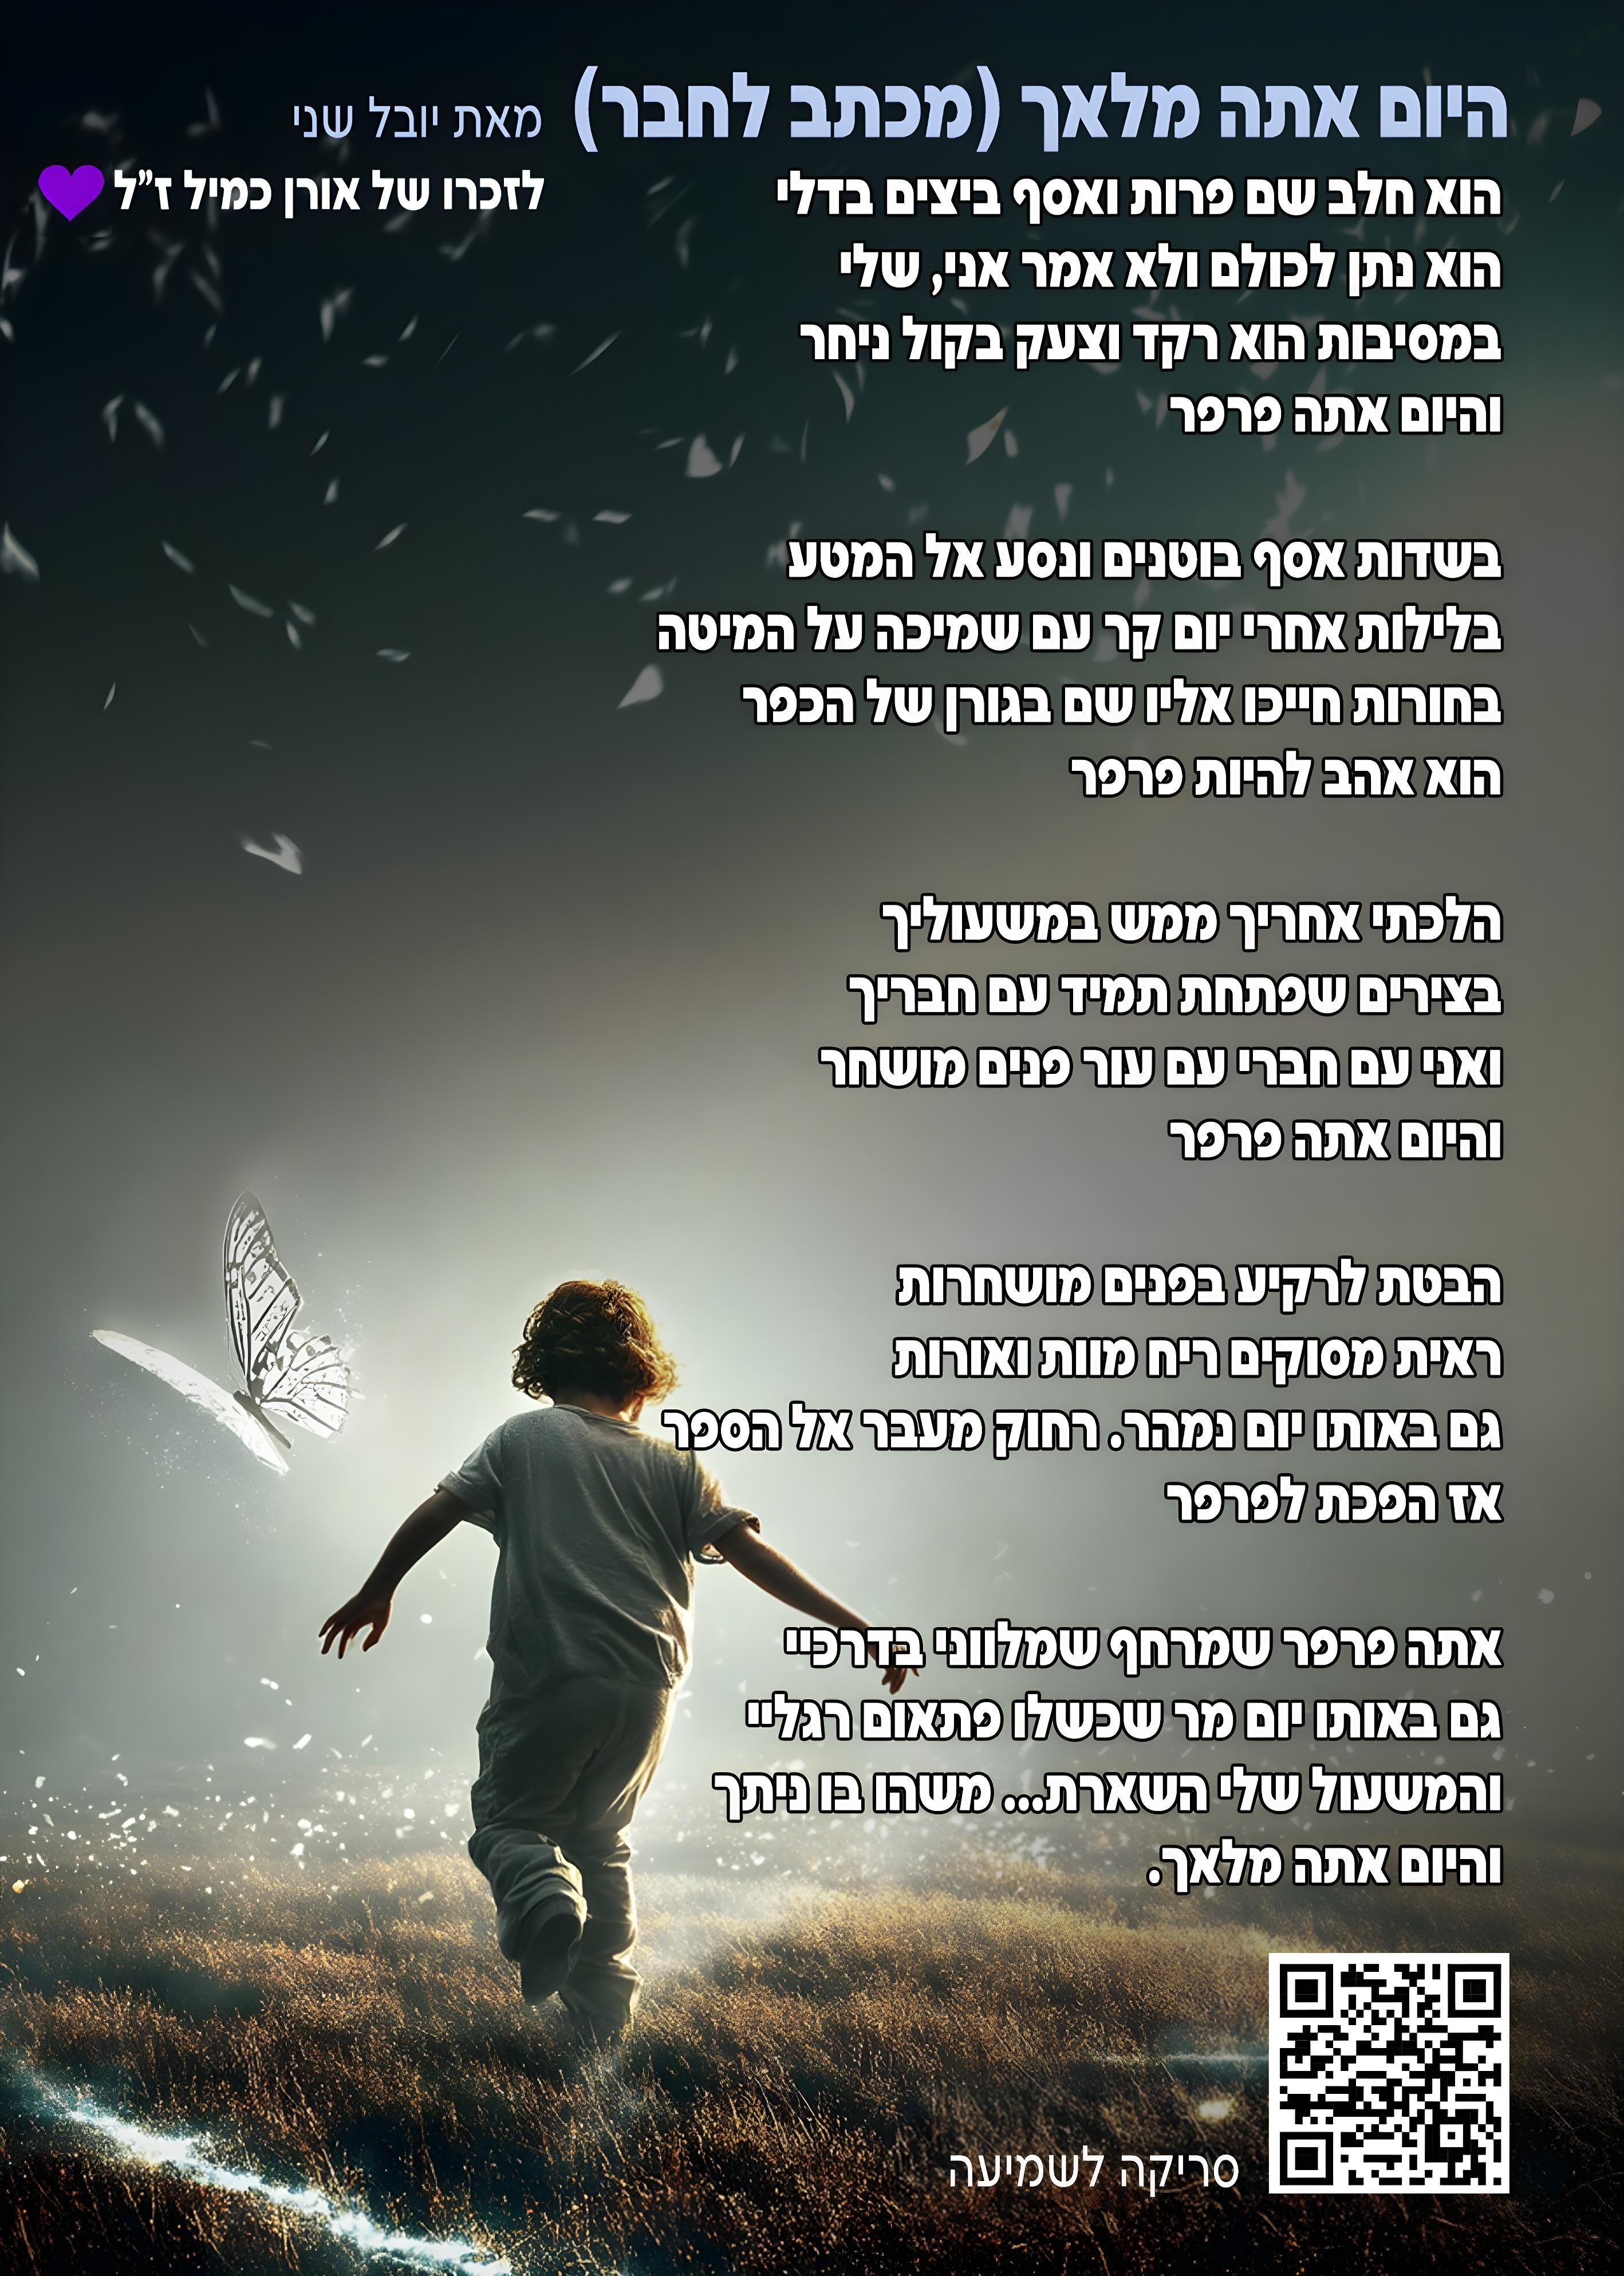 היום אתה מלאך (מכתב לחבר) מאת יובל שני
לזכרו של אורן כמיל ז"ל
הוא חלב שם פרות ואסף ביצים בדלי
הוא נתן לכולם ולא אמר אני, שלי
במסיבות הוא רקד וצעק בקול ניחר
והיום אתה פרפר
בשדות אסף בוטנים ונסע אל המטע
בלילות אחרי יום קר עם שמיכה על המיטה
בחורות חייכו אליו שם בגורן של הכפר
הוא אהב להיות פרפר
הלכתי אחריך ממש במשעוליך
בצירים שפתחת תמיד עם חבריך
ואני עם חברי עם עור פנים מושחר
והיום אתה פרפר
הבטת לרקיע בפנים מושחרות
ראית מסוקים ריח מוות ואורות
גם באותו יום נמהר. רחוק מעבר אל הספר
אז הפכת לפרפר
אתה פרפר שמרחף שמלווני בדרכיי
גם באותו יום מר שכשלו פתאום רגליי
והמשעול שלי השארת... משהו בו ניתך
והיום אתה מלאך.
סריקה לשמיעה